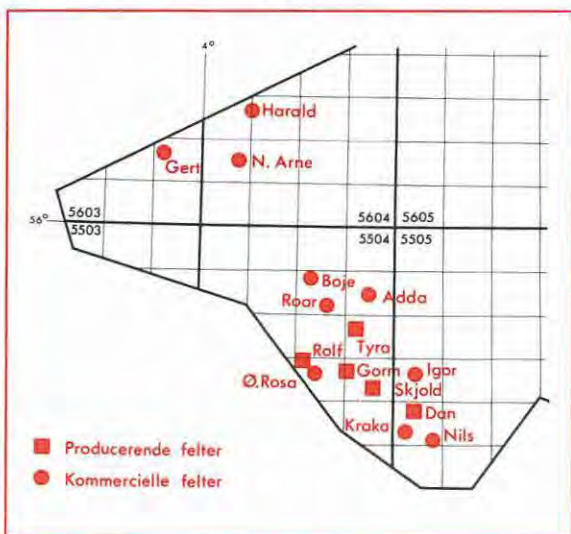 4°
Harald
Gert
N. Arne
56°
5603
5604
5605
5503
5504
5505
Boje
Adda
Roar
Tyra
Rolf
Gorm
Igor
Ø.Rosa
Skjold
Dan
Kraka
Nils
Producerende felter
Kommercielle felter